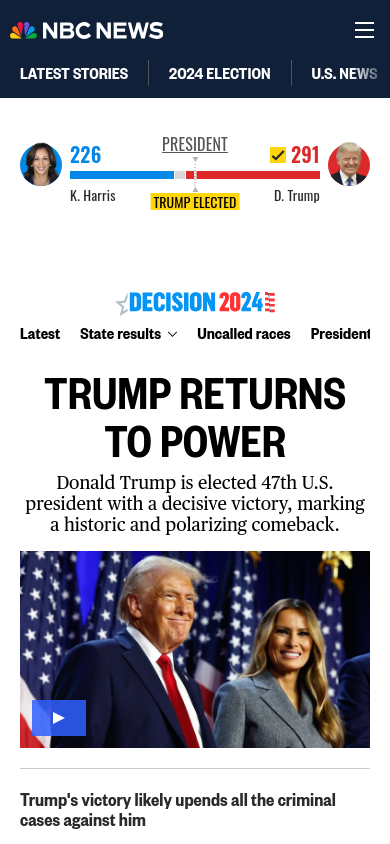 NBC NEWS
LATEST STORIES
2024 ELECTION
U.S. NEWS
PRESIDENT
226
291
K. Harris
D. Trump
TRUMP ELECTED
DECISION 2024
Latest
State results
Uncalled races
President
TRUMP RETURNS
TO POWER
Donald Trump is elected 47th U.S.
president with a decisive victory, marking
a historic and polarizing comeback.
Trump's victory likely upends all the criminal
cases against him